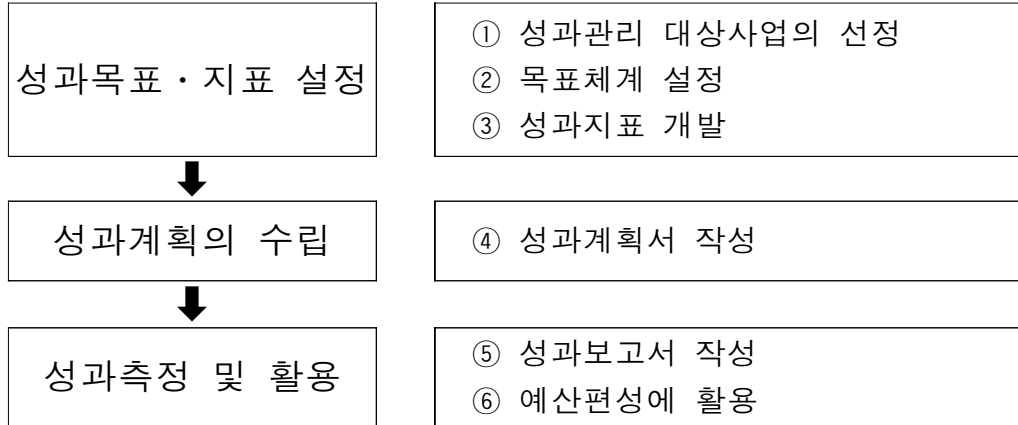 성과목표・지표 설정
① 성과관리 대상사업의 선정
② 목표체계 설정
③ 성과지표 개발
성과계획의 수립
④ 성과계획서 작성
성과측정 및 활용
⑤ 성과보고서 작성
⑥ 예산편성에 활용